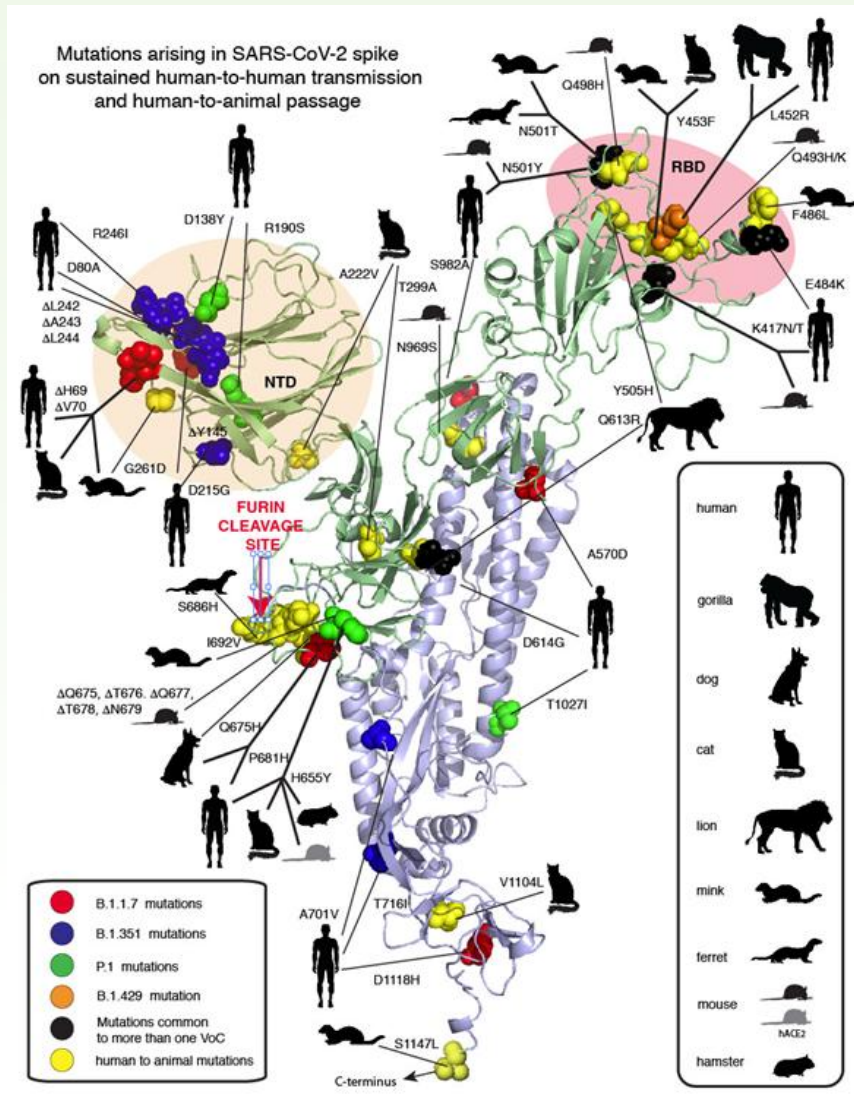 Mutations arising in SARS-CoV-2 spike
on sustained human-to-human transmission
and human-to-animal passage
Q498H
N501T
Y453F
L452R
N501Y
RBD
Q493H/K
F486L
D138Y
R190S
R246I
D80A
A222V
S982A
T299A
E484K
ΔL242
ΔA243
ΔL244
N969S
K417N/T
NTD
Y505H
ΔH69
ΔV70
ΔY145
Q613R
G261D
D215G
FURIN
CLEAVAGE
SITE
A570D
S686H
I692V
D614G
ΔQ675, ΔT676. ΔQ677,
ΔT678, ΔN679
T1027I
Q675H
P681H
H655Y
V1104L
A701V
T716I
D1118H
S1147L
C-terminus
B.1.1.7 mutations
B.1.351 mutations
P.1 mutations
B.1.429 mutation
Mutations common
to more than one VoC
human to animal mutations
human
gorilla
dog
cat
lion
mink
ferret
mouse
hACE2
hamster